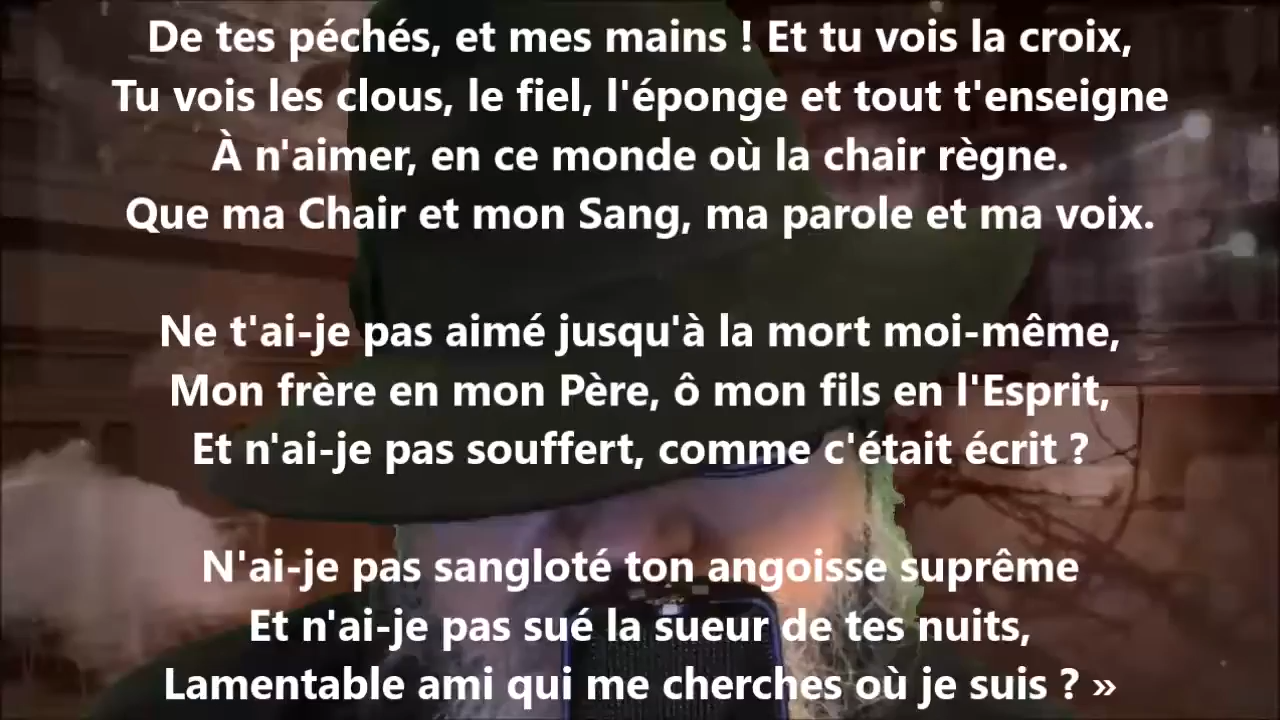 De tes péchés, et mes mains ! Et tu vois la croix,
Tu vois les clous, le fiel, l'éponge et tout t'enseigne
À n'aimer, en ce monde où la chair règne.
Que ma Chair et mon Sang, ma parole et ma voix.
Ne t'ai-je pas aimé jusqu'à la mort moi-même,
Mon frère en mon Père, ô mon fils en l'Esprit,
Et n'ai-je pas souffert, comme c'était écrit ?
N'ai-je pas sangloté ton angoisse suprême
Et n'ai-je pas sué la sueur de tes nuits,
Lamentable ami qui me cherches où je suis ? »